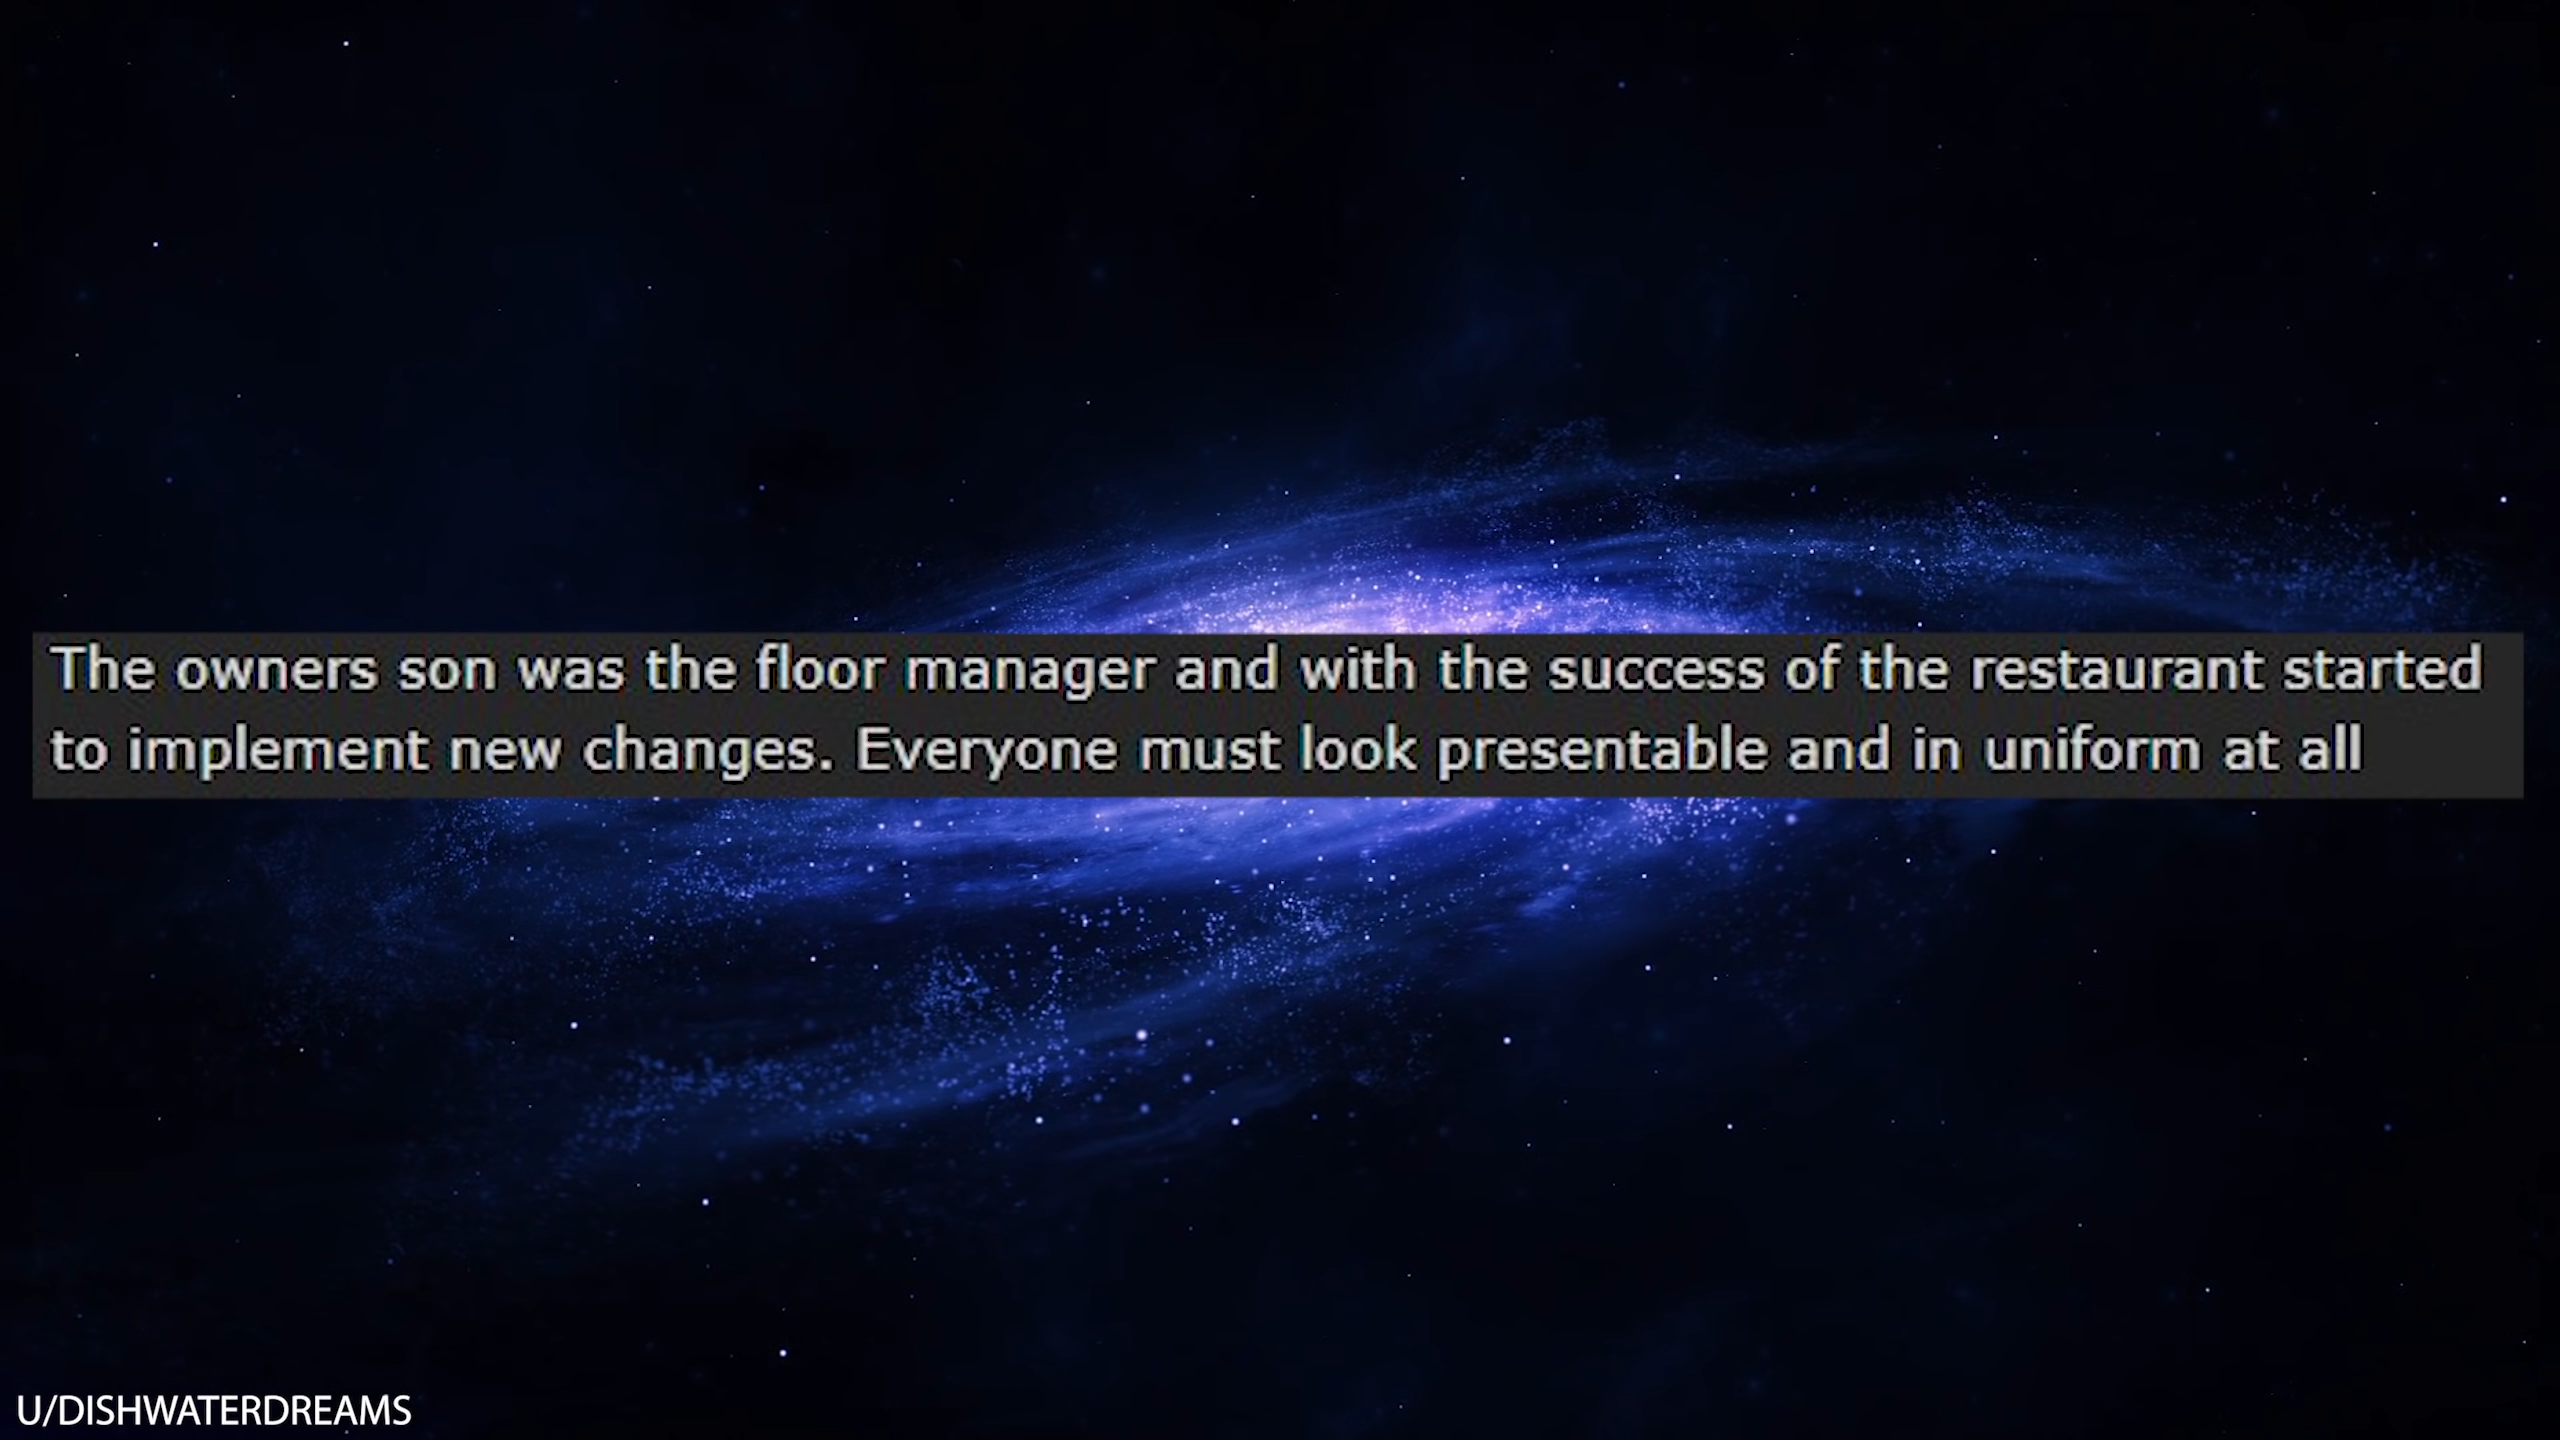 The owners son was the floor manager and with the success of the restaurant started
to implement new changes. Everyone must look presentable and in uniform at all
U/DISHWATERDREAMS